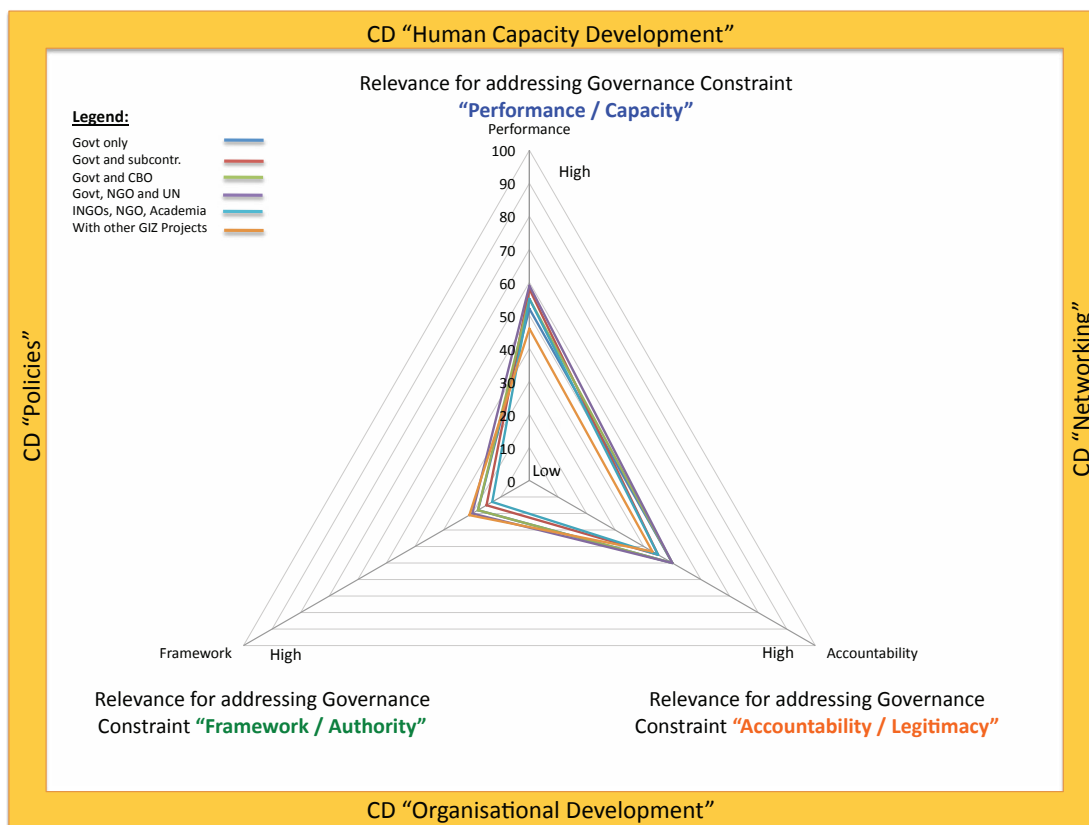 CD “Human Capacity Development”
Relevance for addressing Governance Constraint
“Performance / Capacity”
Legend:
Govt only
Govt and subcontr.
Govt and CBO
Govt, NGO and UN
INGOs, NGO, Academia
With other GIZ Projects
Performance
100
High
90
80
70
60
50
40
30
20
10
0
Low
CD “Policies”
CD “Networking”
Framework
High
High
Accountability
Relevance for addressing Governance
Constraint “Framework / Authority”
Relevance for addressing Governance
Constraint “Accountability / Legitimacy”
CD “Organisational Development”